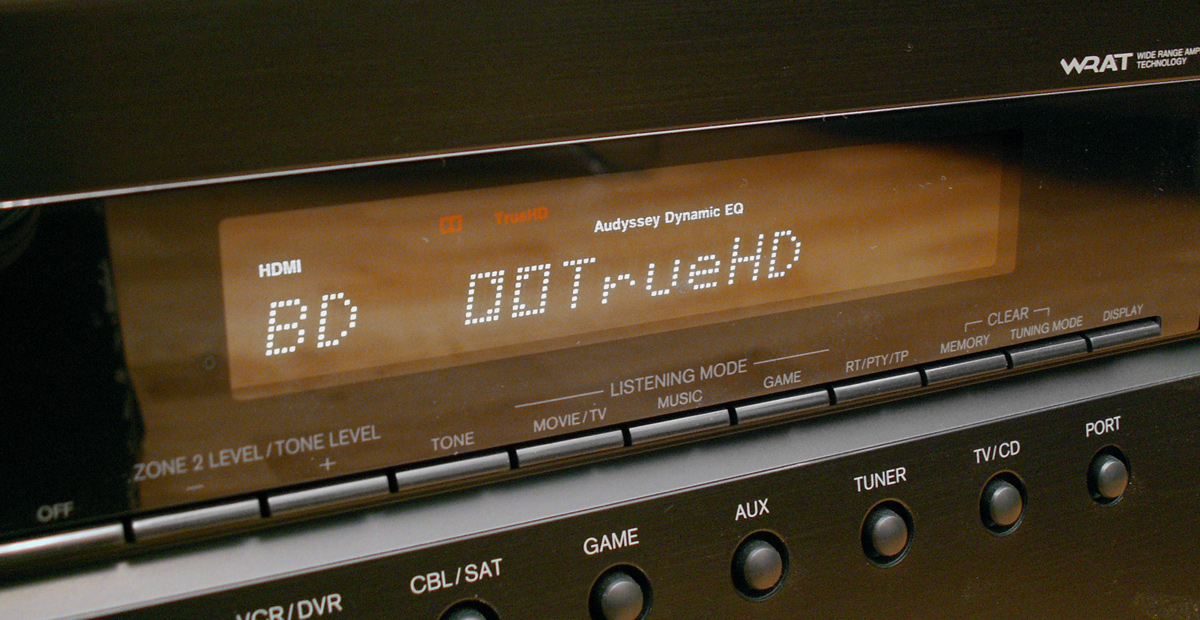 WRAT WIDE RANGE AMP
TECHNOLOGY
TrueHD
Audyssey Dynamic EQ
HDMI
BD
TrueHD
CLEAR
DISPLAY
TUNING MODE
MEMORY
RT/PTY/TP
LISTENING MODE
GAME
MUSIC
MOVIE/TV
TONE
ZONE 2 LEVEL/TONE LEVEL
− +
OFF
PORT
TV/CD
TUNER
AUX
GAME
CBL/SAT
VCR/DVR